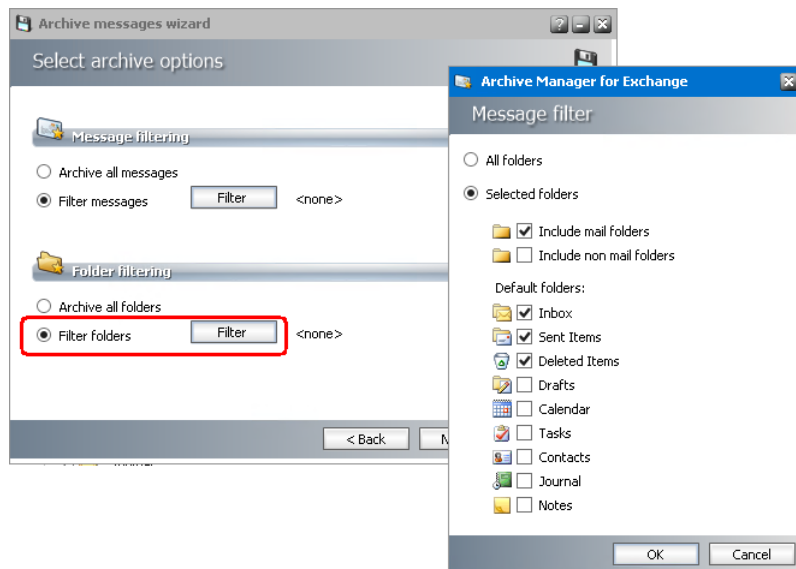 Archive messages wizard
Select archive options
Message filtering
Archive all messages
Filter messages Filter <none>
Folder filtering
Archive all folders
Filter folders Filter <none>
< Back N
Archive Manager for Exchange
Message filter
All folders
Selected folders
Include mail folders
Include non mail folders
Default folders:
Inbox
Sent Items
Deleted Items
Drafts
Calendar
Tasks
Contacts
Journal
Notes
OK Cancel